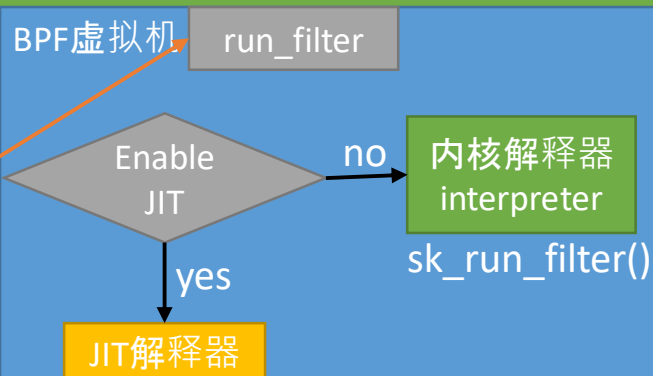 BPF虚拟机
run_filter
Enable
JIT
no
内核解释器
interpreter
sk_run_filter()
yes
JIT解释器